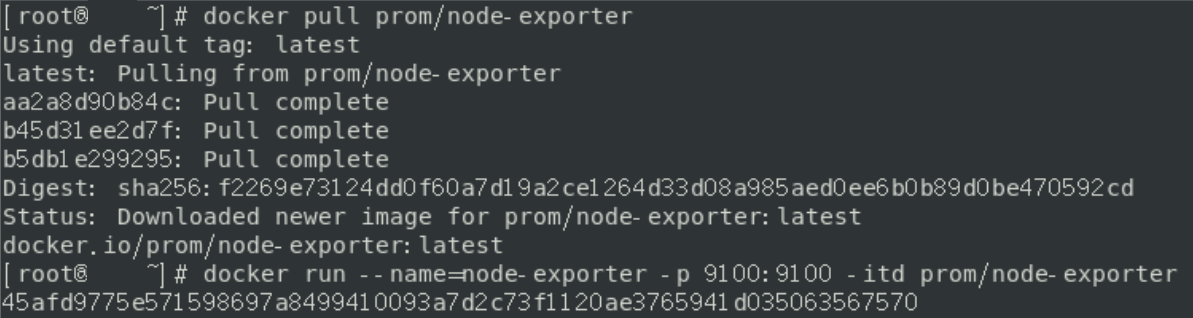 [root@ ~]# docker pull prom/node-exporter
Using default tag: latest
latest: Pulling from prom/node-exporter
aa2a8d90b84c: Pull complete
b45d31ee2d7f: Pull complete
b5db1e299295: Pull complete
Digest: sha256:f2269e73124dd0f60a7d19a2ce1264d33d08a985aed0ee6b0b89d0be470592cd
Status: Downloaded newer image for prom/node-exporter:latest
docker.io/prom/node-exporter:latest
[root@ ~]# docker run --name=node-exporter -p 9100:9100 -itd prom/node-exporter
45afd9775e571598697a8499410093a7d2c73f1120ae3765941d035063567570